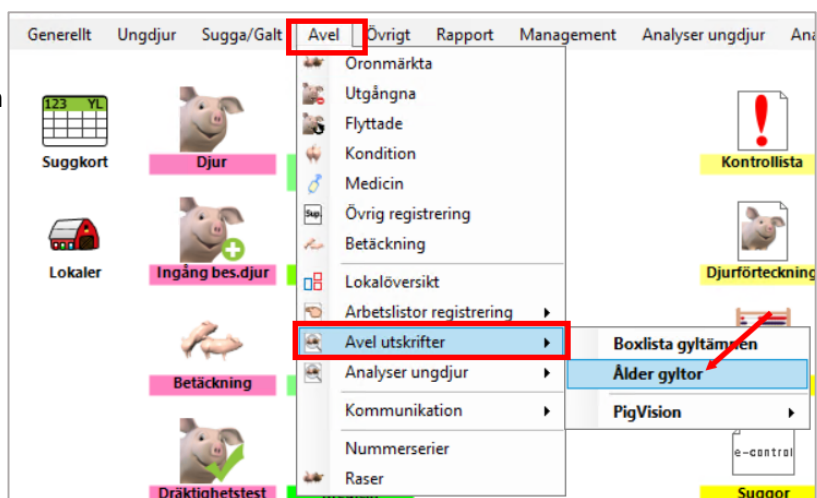 Generellt Ungdjur Sugga/Galt Avel Övrigt Rapport Management Analyser ungdjur
Oronmärkta
Utgångna
Flyttade
Kondition
Medicin
Sup. Övrig registrering
Betäckning
Lokalöversikt
Arbetslistor registrering
Avel utskrifter
Analyser ungdjur
Kommunikation
Nummerserier
Raser
Boxlista gyltämnen
Ålder gyltor
PigVision
123 YL
Suggkort
Djur
Kontrollista
Lokaler
Ingång bes.djur
Djurförteckning
Betäckning
e-control
Dräktighetstest
Suggor